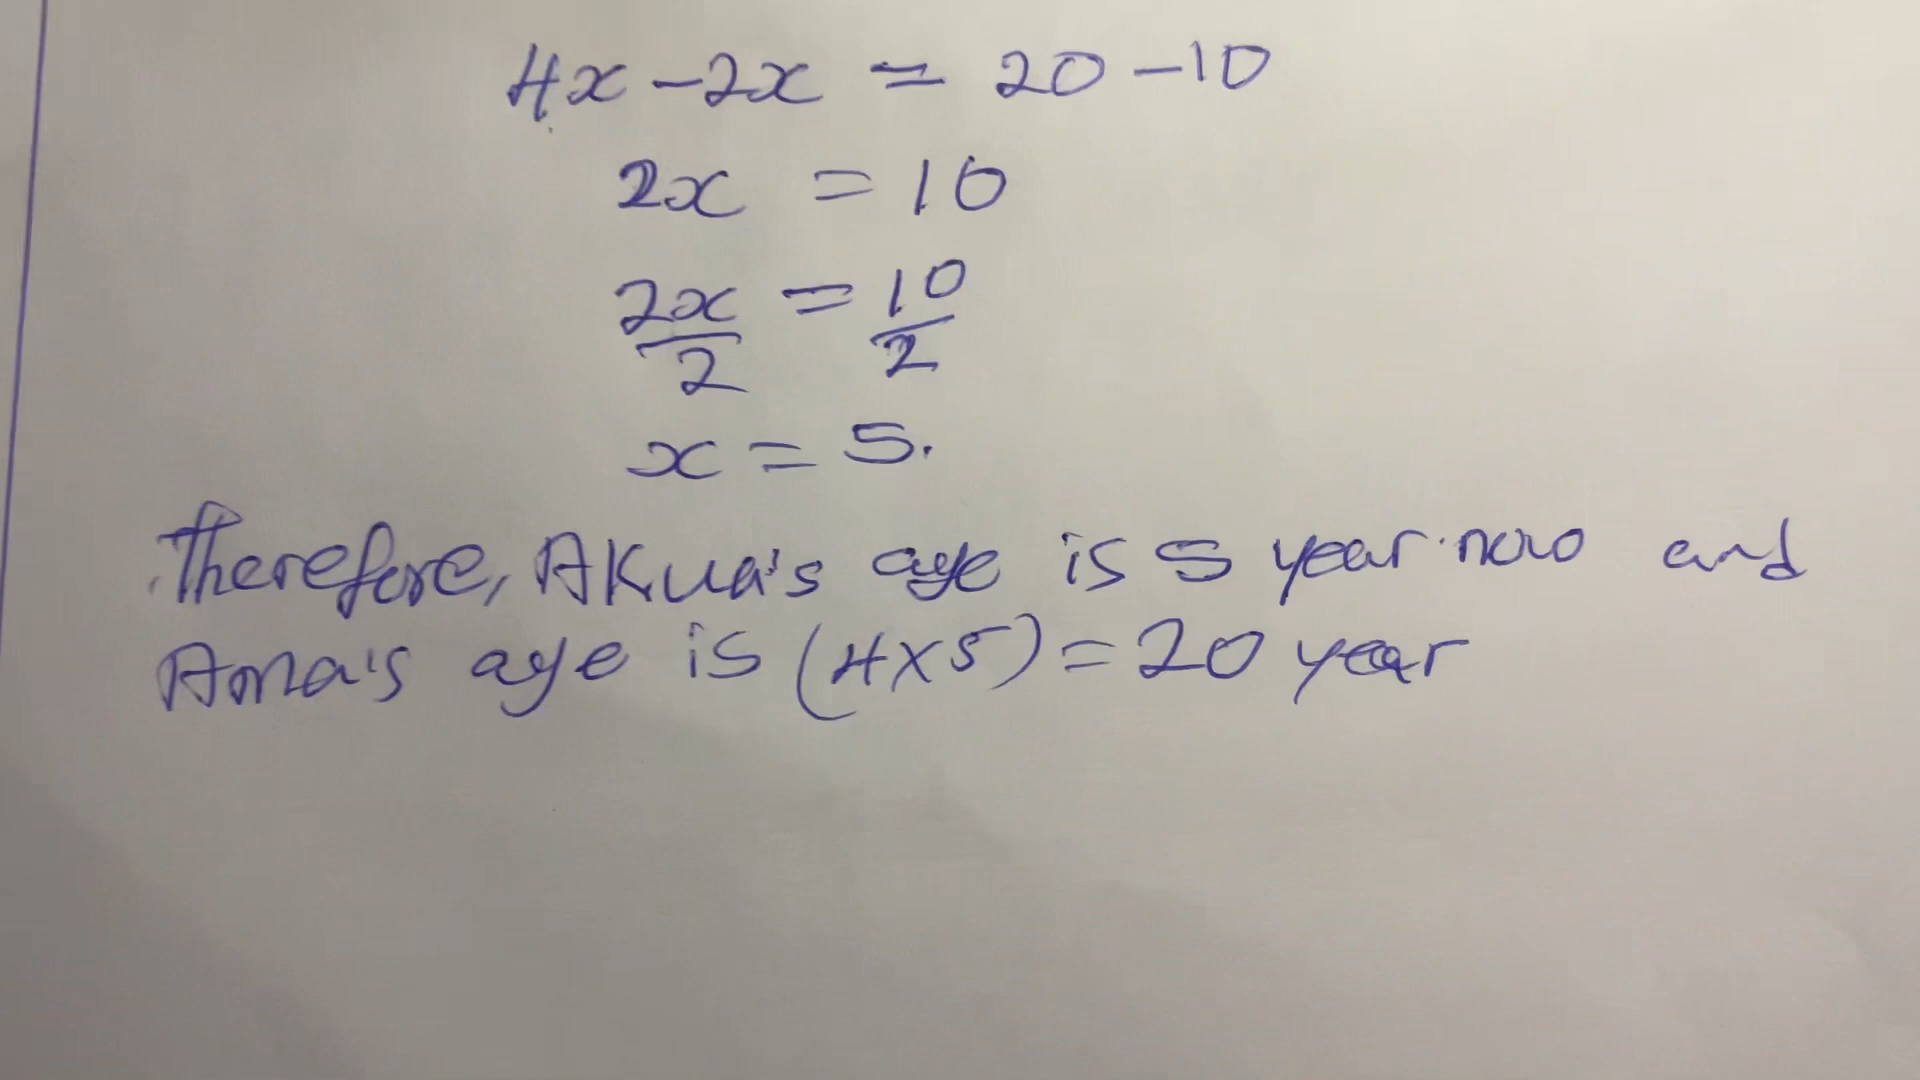 4x - 2x = 20 - 10
2x = 10
2x/2 = 10/2
x = 5.
Therefore, Akua's age is 5 year now and
Ama's age is (4x5) = 20 year